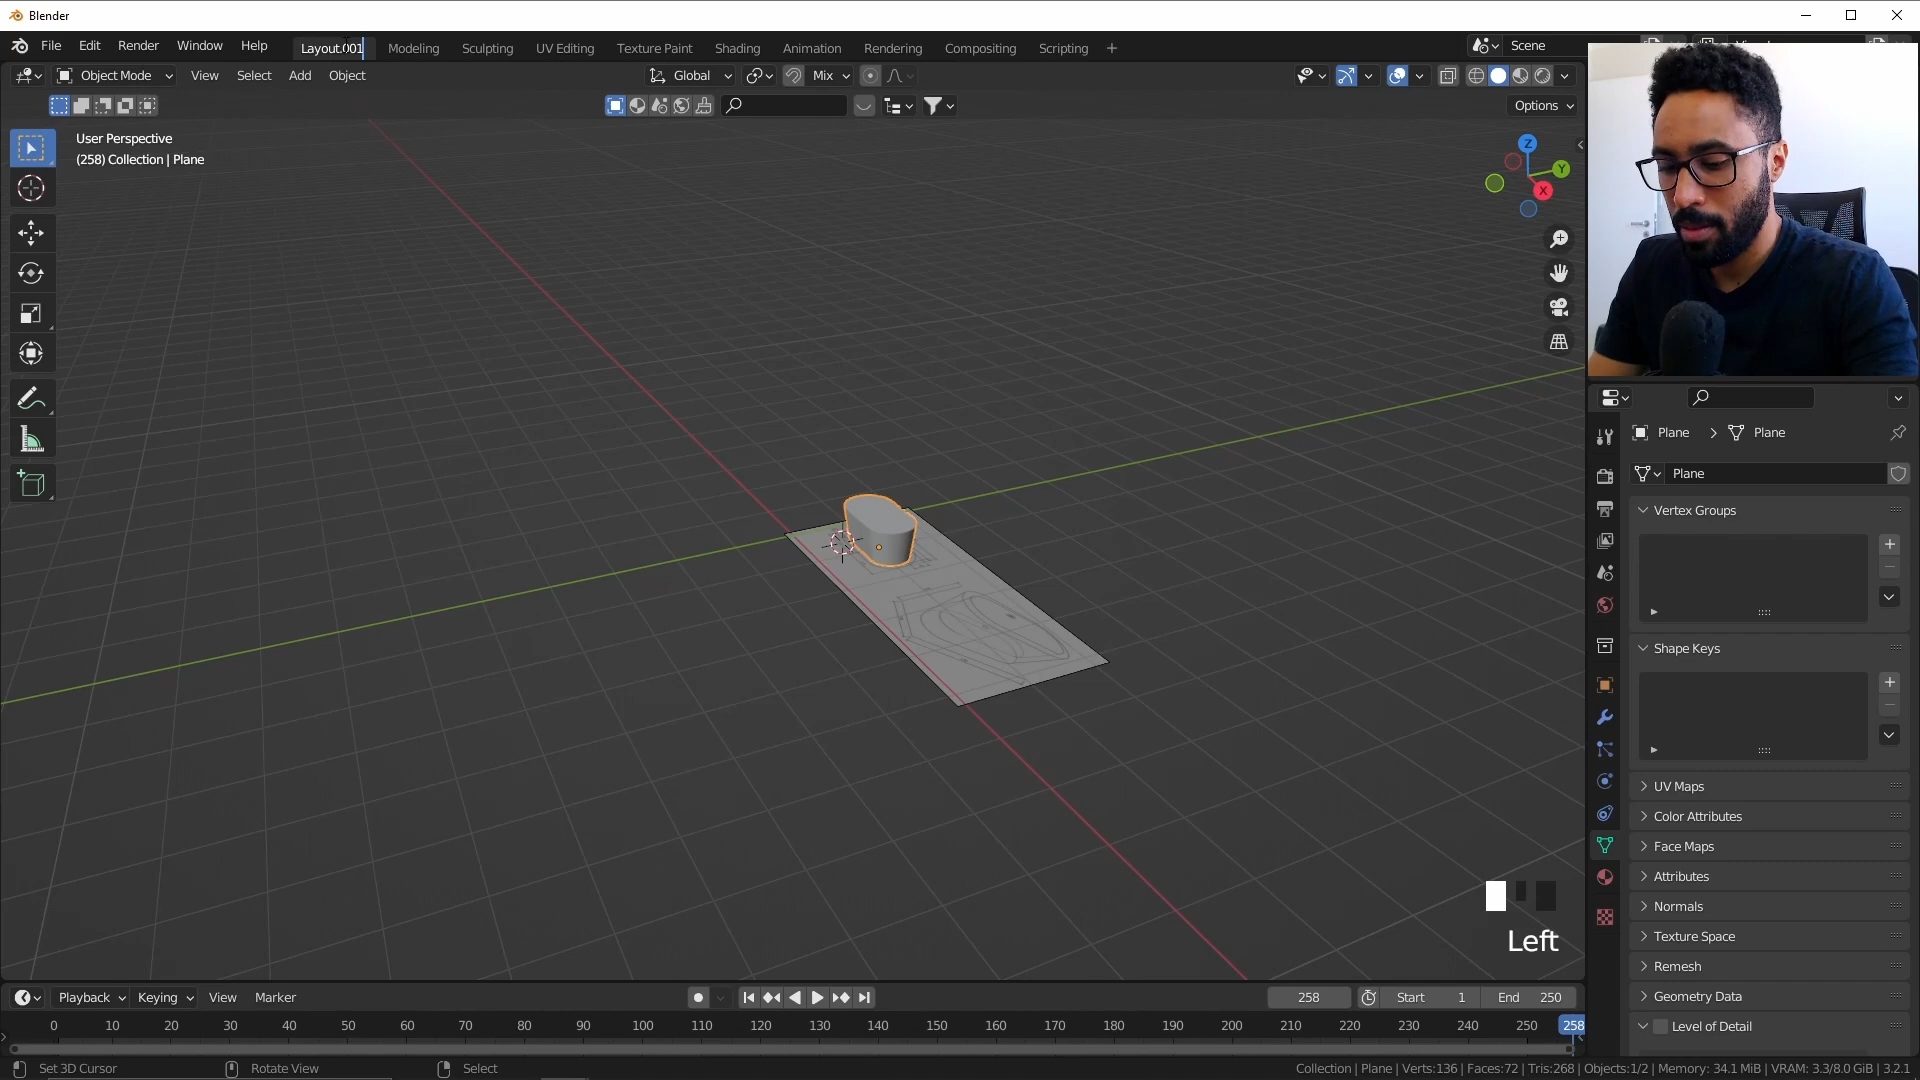 Blender
File Edit Render Window Help Layout.001 Modeling Sculpting UV Editing Texture Paint Shading Animation Rendering Compositing Scripting + Scene
Object Mode View Select Add Object Global Mix
Options
User Perspective
(258) Collection | Plane
Z
Y
X
Plane > Plane
Plane
Vertex Groups
Shape Keys
UV Maps
Color Attributes
Face Maps
Attributes
Normals
Texture Space
Remesh
Geometry Data
Level of Detail
Left
Playback Keying View Marker 258 Start 1 End 250
0 10 20 30 40 50 60 70 80 90 100 110 120 130 140 150 160 170 180 190 200 210 220 230 240 250 258
Set 3D Cursor Rotate View Select Collection | Plane | Verts:136 | Faces:72 | Tris:268 | Objects:1/2 | Memory: 34.1 MiB | VRAM: 3.3/8.0 GiB | 3.2.1